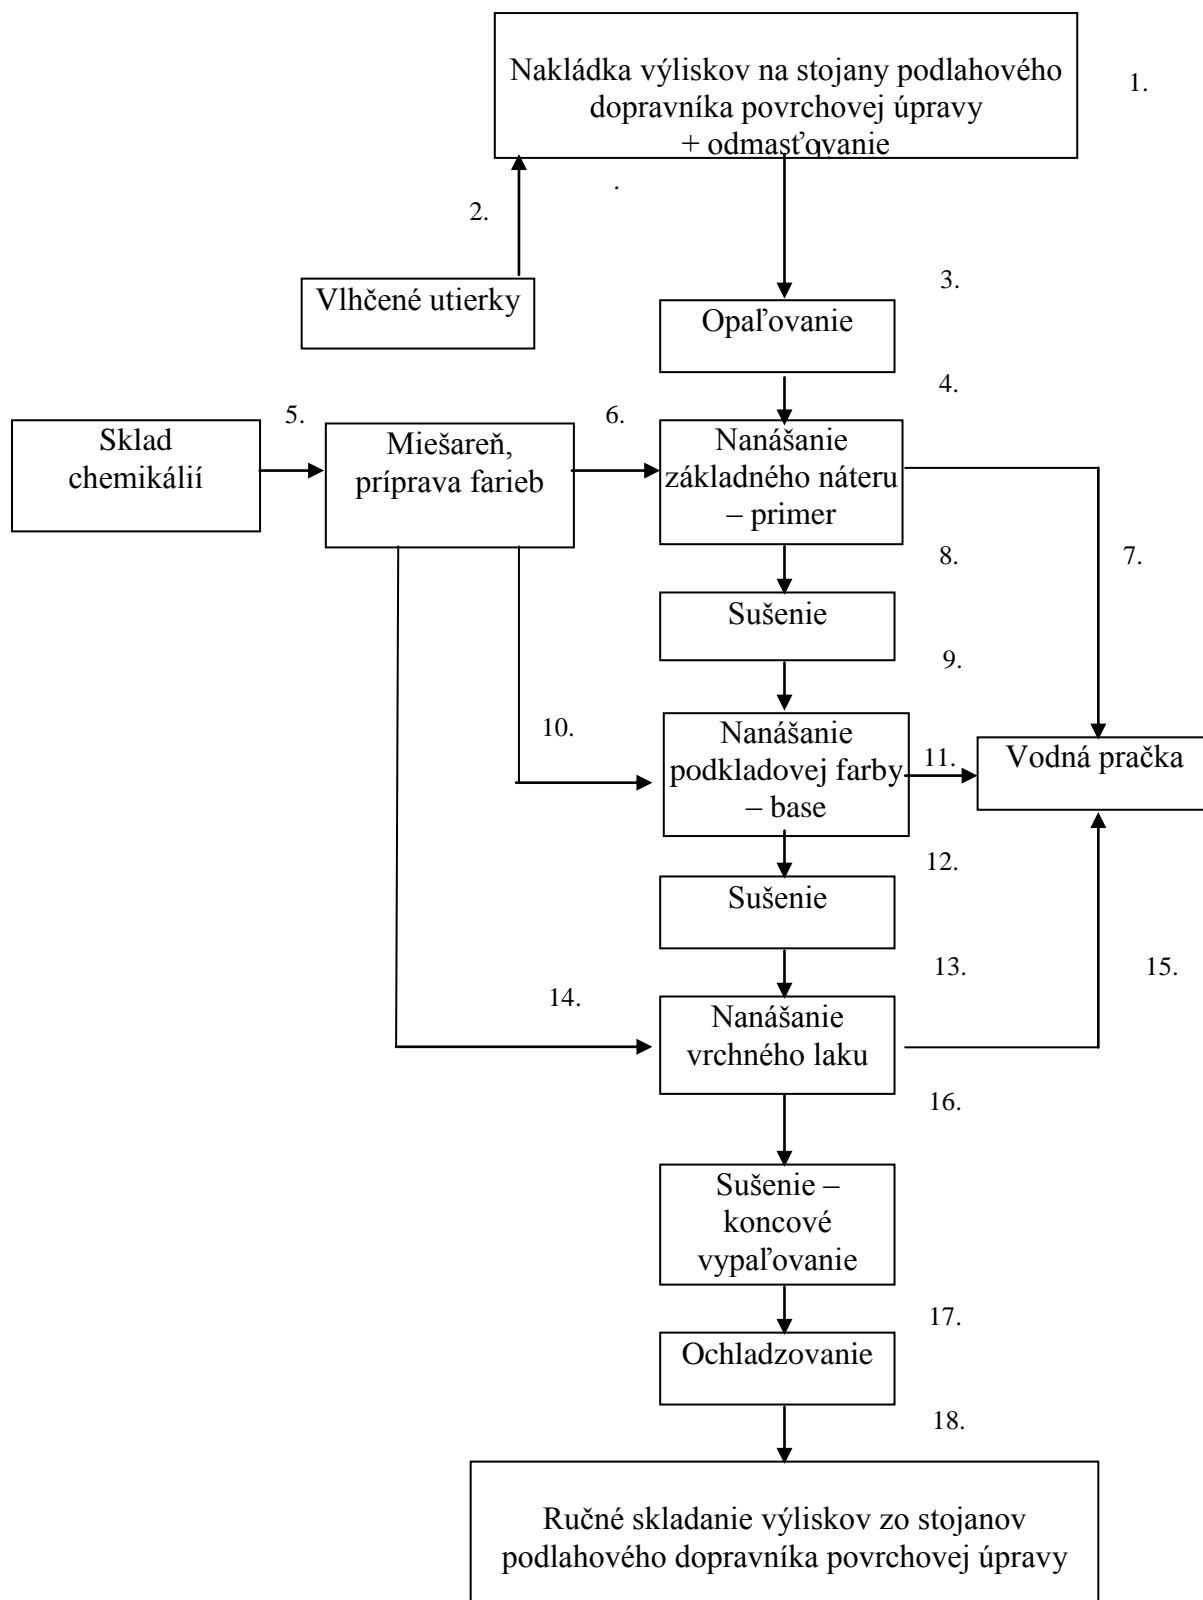 Nakládka výliskov na stojany podlahového
dopravníka povrchovej úpravy
+ odmasťovanie
1.
.
2.
Vlhčené utierky
3.
Opaľovanie
4.
5.
6.
Sklad
chemikálií
Miešareň,
príprava farieb
Nanášanie
základného náteru
– primer
7.
8.
Sušenie
9.
10.
Nanášanie
podkladovej farby
– base
11.
Vodná pračka
12.
Sušenie
13.
14.
15.
Nanášanie
vrchného laku
16.
Sušenie –
koncové
vypaľovanie
17.
Ochladzovanie
18.
Ručné skladanie výliskov zo stojanov
podlahového dopravníka povrchovej úpravy